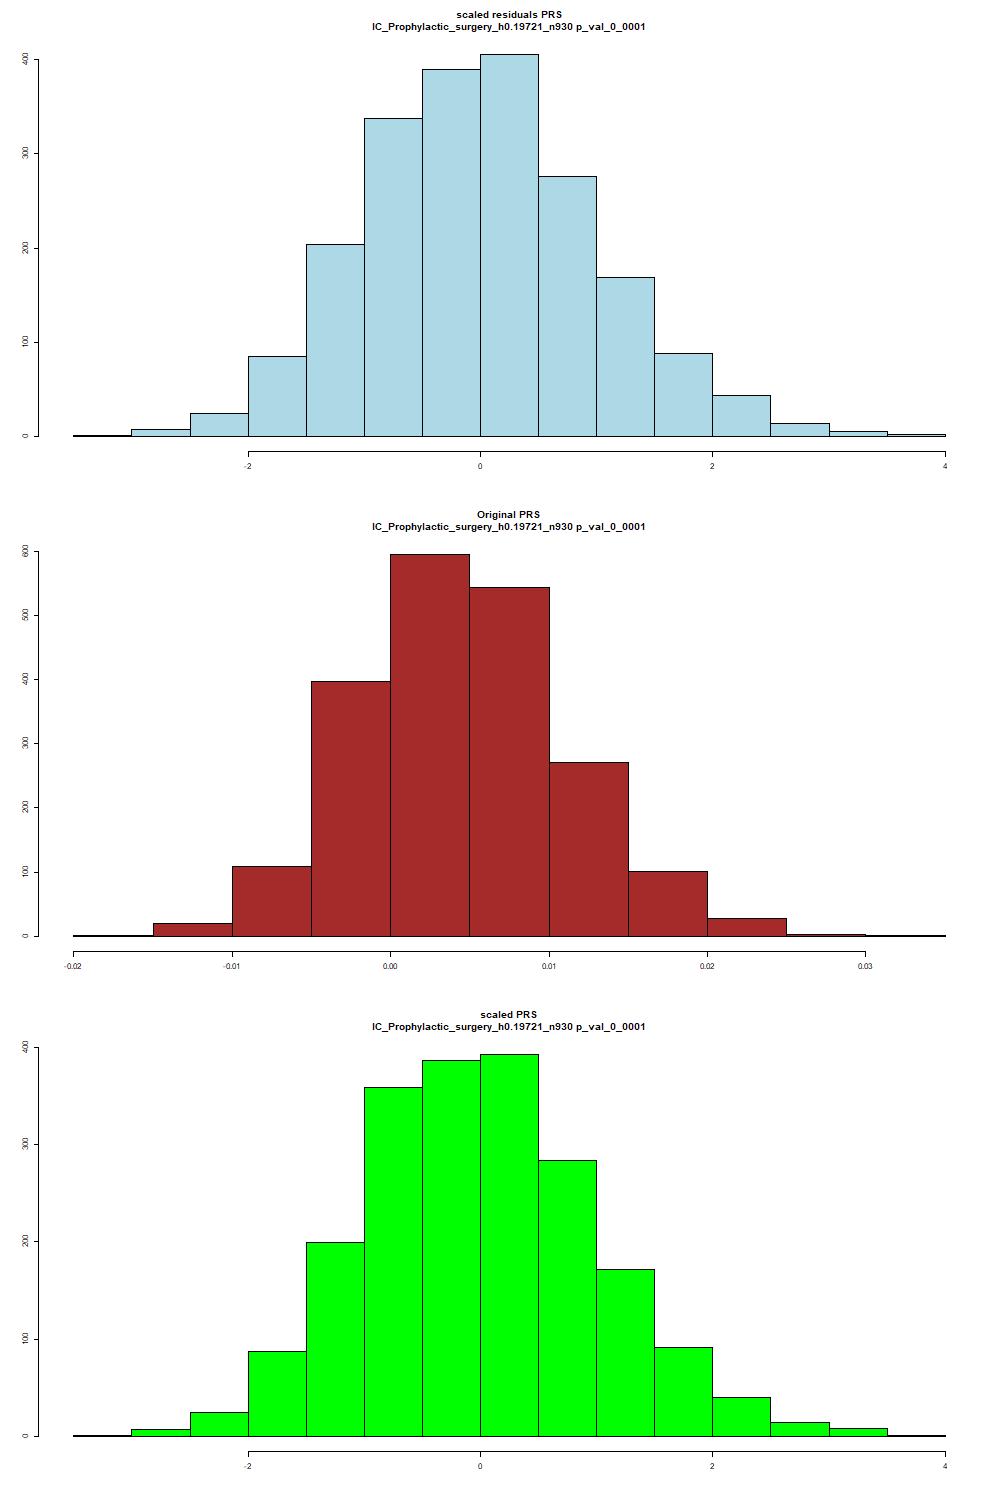 scaled residuals PRS
IC_Prophylactic_surgery_h0.19721_n930 p_val_0_0001
400
300
200
100
0
-2 0 2 4
Original PRS
IC_Prophylactic_surgery_h0.19721_n930 p_val_0_0001
600
500
400
300
200
100
0
-0.02 -0.01 0.00 0.01 0.02 0.03
scaled PRS
IC_Prophylactic_surgery_h0.19721_n930 p_val_0_0001
400
300
200
100
0
-2 0 2 4